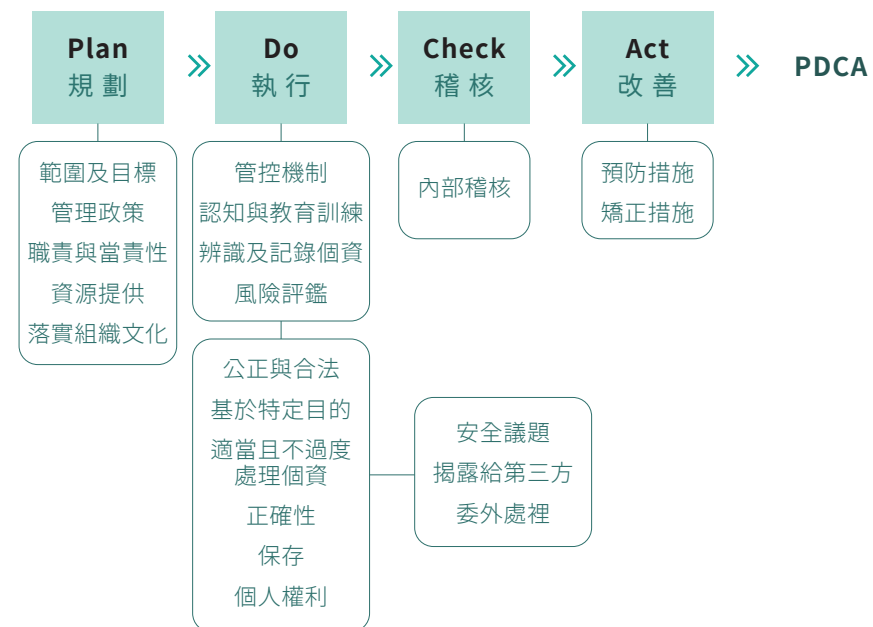 Plan
規劃
Do
執行
Check
稽核
Act
改善
PDCA
範圍及目標
管理政策
職責與當責性
資源提供
落實組織文化
管控機制
認知與教育訓練
辨識及記錄個資
風險評鑑
公正與合法
基於特定目的
適當且不過度
處理個資
正確性
保存
個人權利
安全議題
揭露給第三方
委外處裡
內部稽核
預防措施
矯正措施